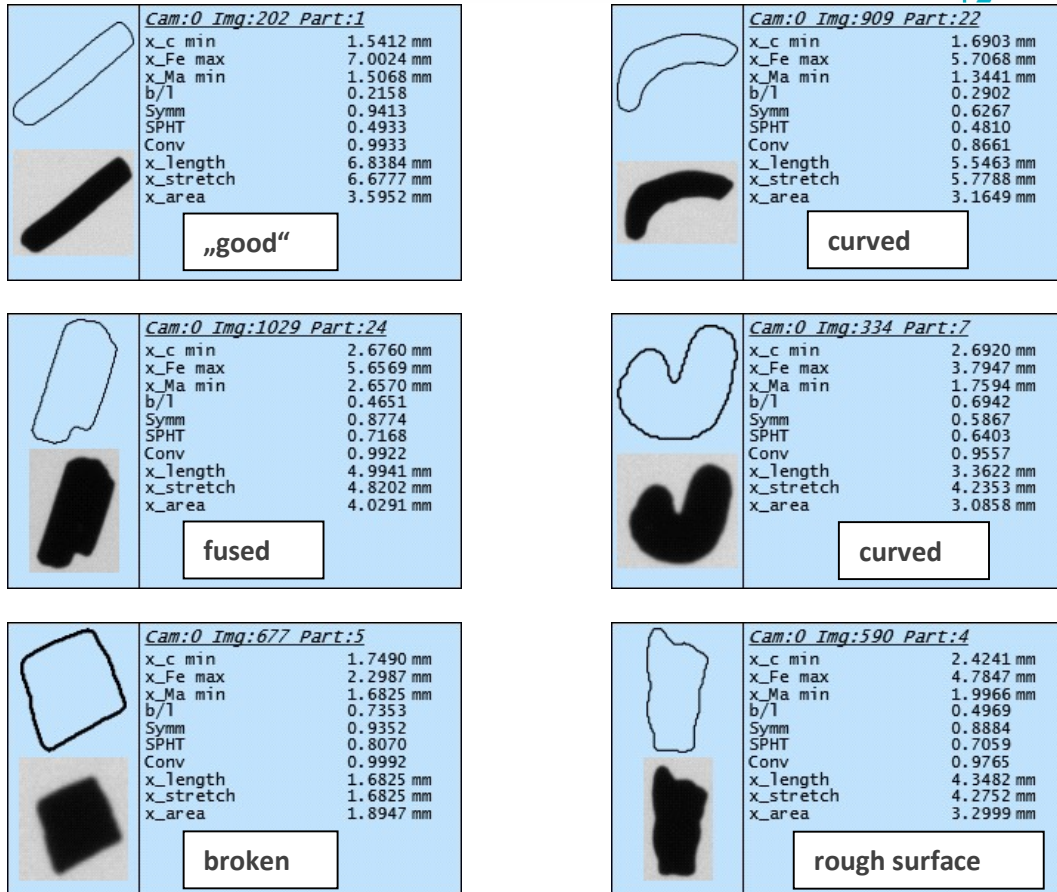 Cam:0 Img:202 Part:1
x_c min 1.5412 mm
x_Fe max 7.0024 mm
x_Ma min 1.5068 mm
b/l 0.2158
Symm 0.9413
SPHT 0.4933
Conv 0.9933
x_length 6.8384 mm
x_stretch 6.6777 mm
x_area 3.5952 mm
„good“
Cam:0 Img:909 Part:22
x_c min 1.6903 mm
x_Fe max 5.7068 mm
x_Ma min 1.3441 mm
b/l 0.2902
Symm 0.6267
SPHT 0.4810
Conv 0.8661
x_length 5.5463 mm
x_stretch 5.7788 mm
x_area 3.1649 mm
curved
Cam:0 Img:1029 Part:24
x_c min 2.6760 mm
x_Fe max 5.6569 mm
x_Ma min 2.6570 mm
b/l 0.4651
Symm 0.8774
SPHT 0.7168
Conv 0.9922
x_length 4.9941 mm
x_stretch 4.8202 mm
x_area 4.0291 mm
fused
Cam:0 Img:334 Part:7
x_c min 2.6920 mm
x_Fe max 3.7947 mm
x_Ma min 1.7594 mm
b/l 0.6942
Symm 0.5867
SPHT 0.6403
Conv 0.9557
x_length 3.3622 mm
x_stretch 4.2353 mm
x_area 3.0858 mm
curved
Cam:0 Img:677 Part:5
x_c min 1.7490 mm
x_Fe max 2.2987 mm
x_Ma min 1.6825 mm
b/l 0.7353
Symm 0.9352
SPHT 0.8070
Conv 0.9992
x_length 1.6825 mm
x_stretch 1.6825 mm
x_area 1.8947 mm
broken
Cam:0 Img:590 Part:4
x_c min 2.4241 mm
x_Fe max 4.7847 mm
x_Ma min 1.9966 mm
b/l 0.4969
Symm 0.8884
SPHT 0.7059
Conv 0.9765
x_length 4.3482 mm
x_stretch 4.2752 mm
x_area 3.2999 mm
rough surface